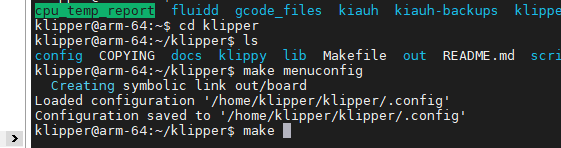 cpu_temp_report fluidd gcode_files kiauh kiauh-backups klippe
klipper@arm-64:~$ cd klipper
klipper@arm-64:~/klipper$ ls
config COPYING docs klippy lib Makefile out README.md scri
klipper@arm-64:~/klipper$ make menuconfig
Creating symbolic link out/board
Loaded configuration '/home/klipper/klipper/.config'
Configuration saved to '/home/klipper/klipper/.config'
klipper@arm-64:~/klipper$ make